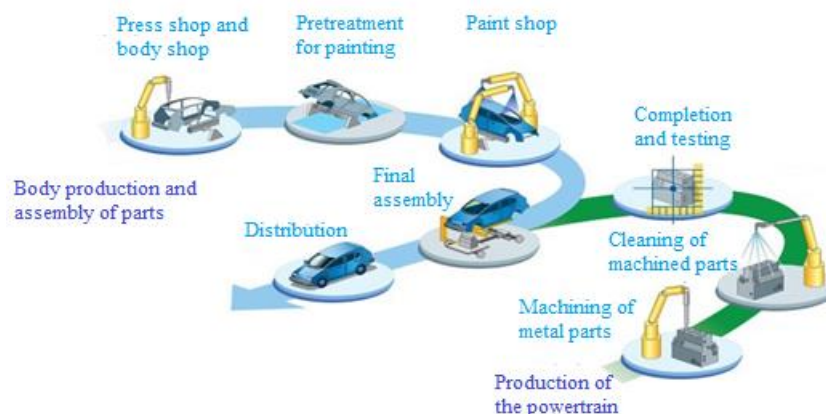 Press shop and
body shop
Pretreatment
for painting
Paint shop
Completion
and testing
Body production and
assembly of parts
Final
assembly
Distribution
Cleaning of
machined parts
Machining of
metal parts
Production of
the powertrain